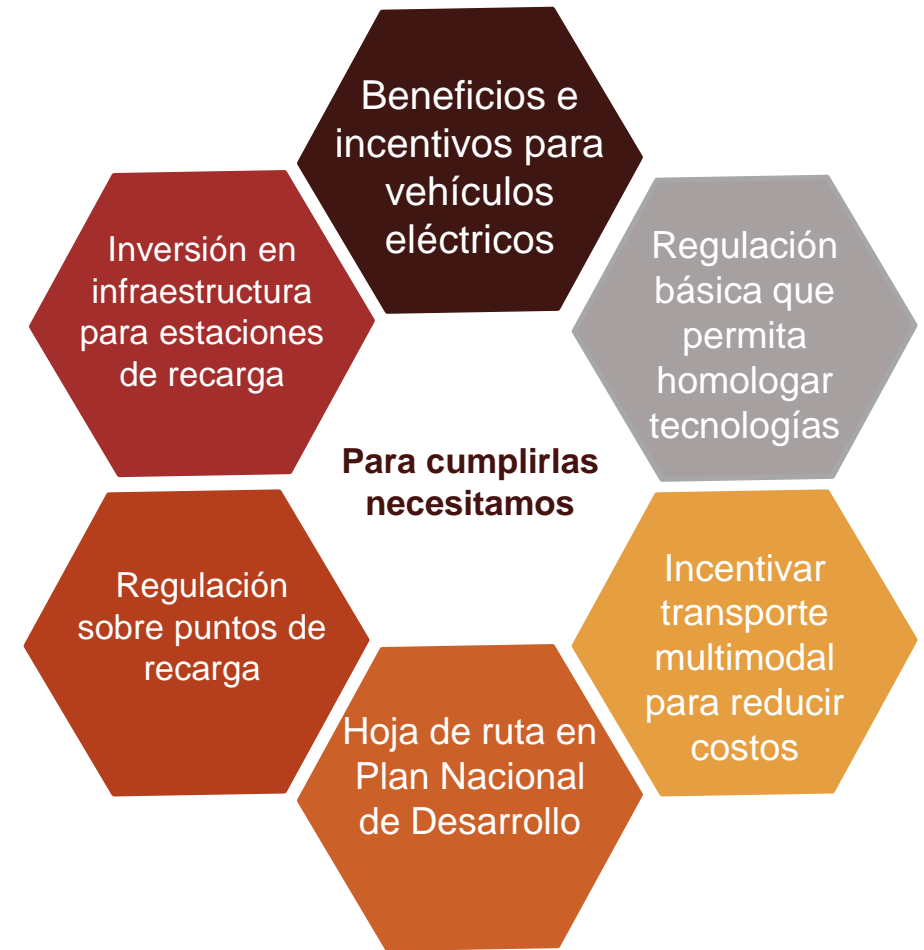 Beneficios e
incentivos para
vehículos
eléctricos
Regulación
básica que
permita
homologar
tecnologías
Incentivar
transporte
multimodal
para reducir
costos
Hoja de ruta en
Plan Nacional
de Desarrollo
Regulación
sobre puntos de
recarga
Inversión en
infraestructura
para estaciones
de recarga
Para cumplirlas
necesitamos